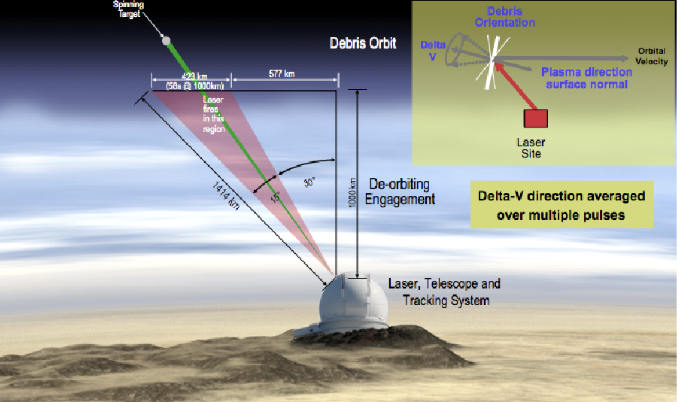 Spinning
Target
Debris Orbit
423 km
(58s @ 1000km)
577 km
Laser
fires
in this
region
1414 km
15°
30°
1000 km
De-orbiting
Engagement
Laser, Telescope and
Tracking System
Debris
Orientation
Delta
V
Orbital
Velocity
Plasma direction
surface normal
Laser
Site
Delta-V direction averaged
over multiple pulses